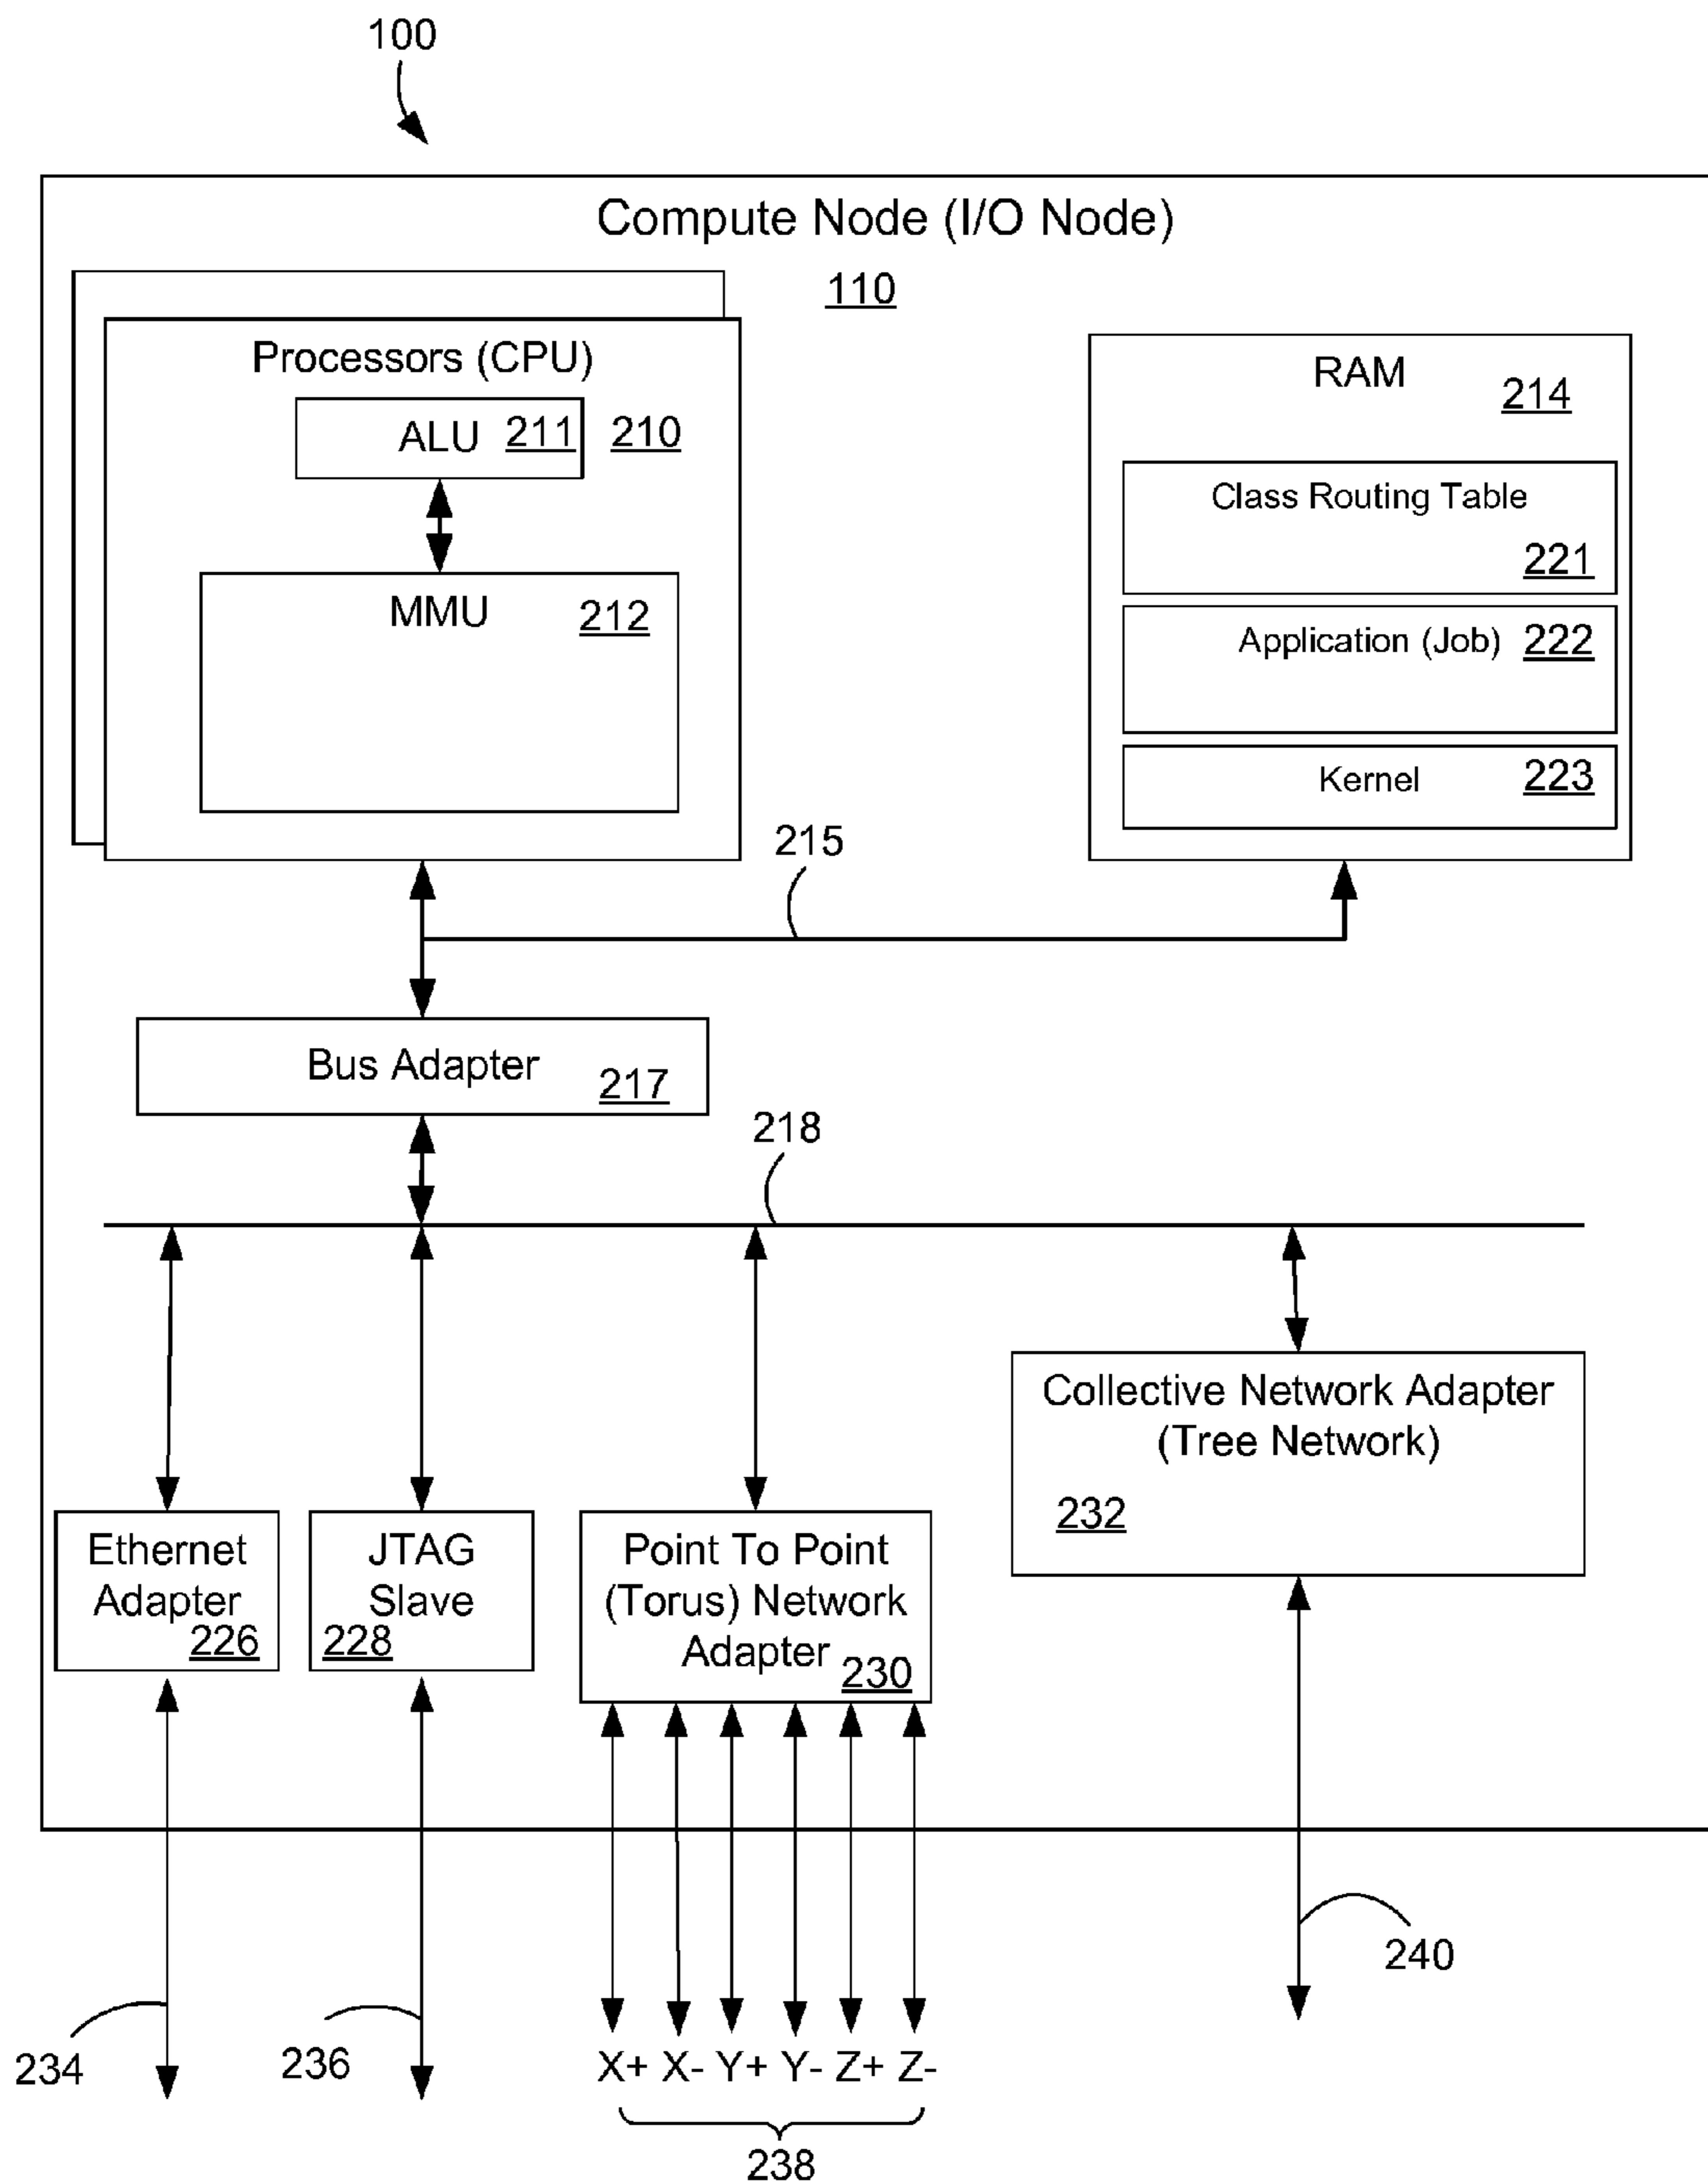 100
Compute Node (I/O Node)
110
Processors (CPU)
ALU 211 210
MMU 212
RAM
214
Class Routing Table
221
Application (Job) 222
Kernel 223
215
Bus Adapter
217
218
Collective Network Adapter
(Tree Network)
232
Ethernet
Adapter
226
JTAG
Slave
228
Point To Point
(Torus) Network
Adapter 230
234
236
X+ X- Y+ Y- Z+ Z-
238
240